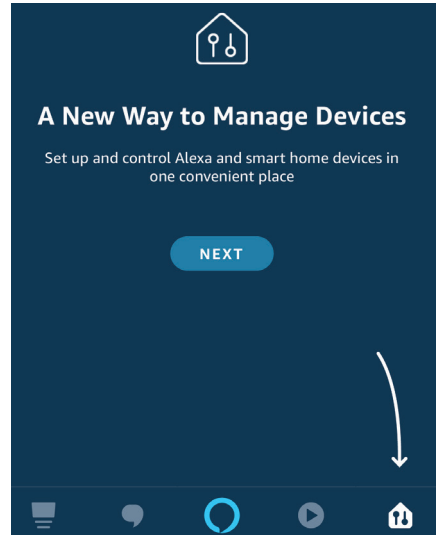 A New Way to Manage Devices
Set up and control Alexa and smart home devices in
one convenient place
NEXT